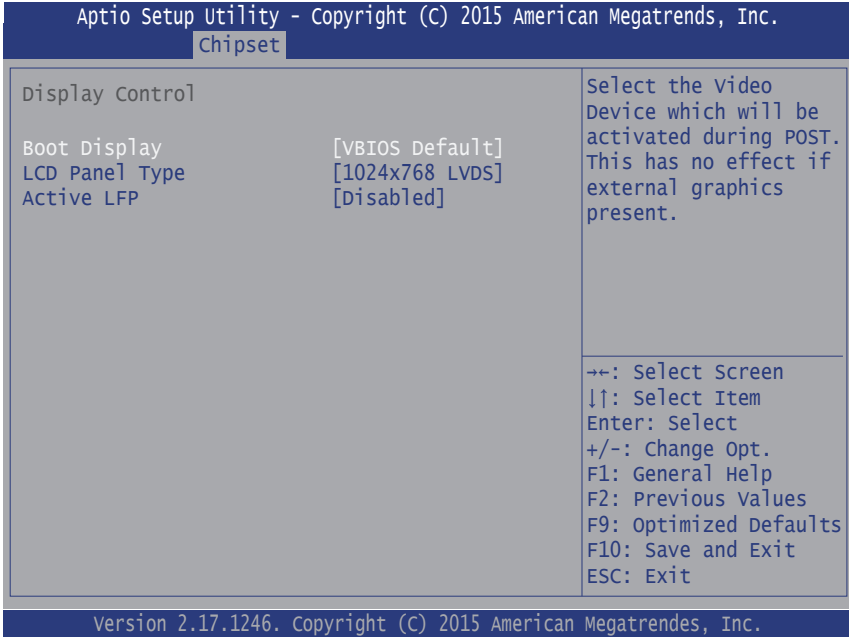 Aptio Setup Utility - Copyright (C) 2015 American Megatrends, Inc.
Chipset
Display Control
Boot Display [VBIOS Default]
LCD Panel Type [1024x768 LVDS]
Active LFP [Disabled]
Select the Video
Device which will be
activated during POST.
This has no effect if
external graphics
present.
→←: Select Screen
↓↑: Select Item
Enter: Select
+/-: Change Opt.
F1: General Help
F2: Previous Values
F9: Optimized Defaults
F10: Save and Exit
ESC: Exit
Version 2.17.1246. Copyright (C) 2015 American Megatrendes, Inc.